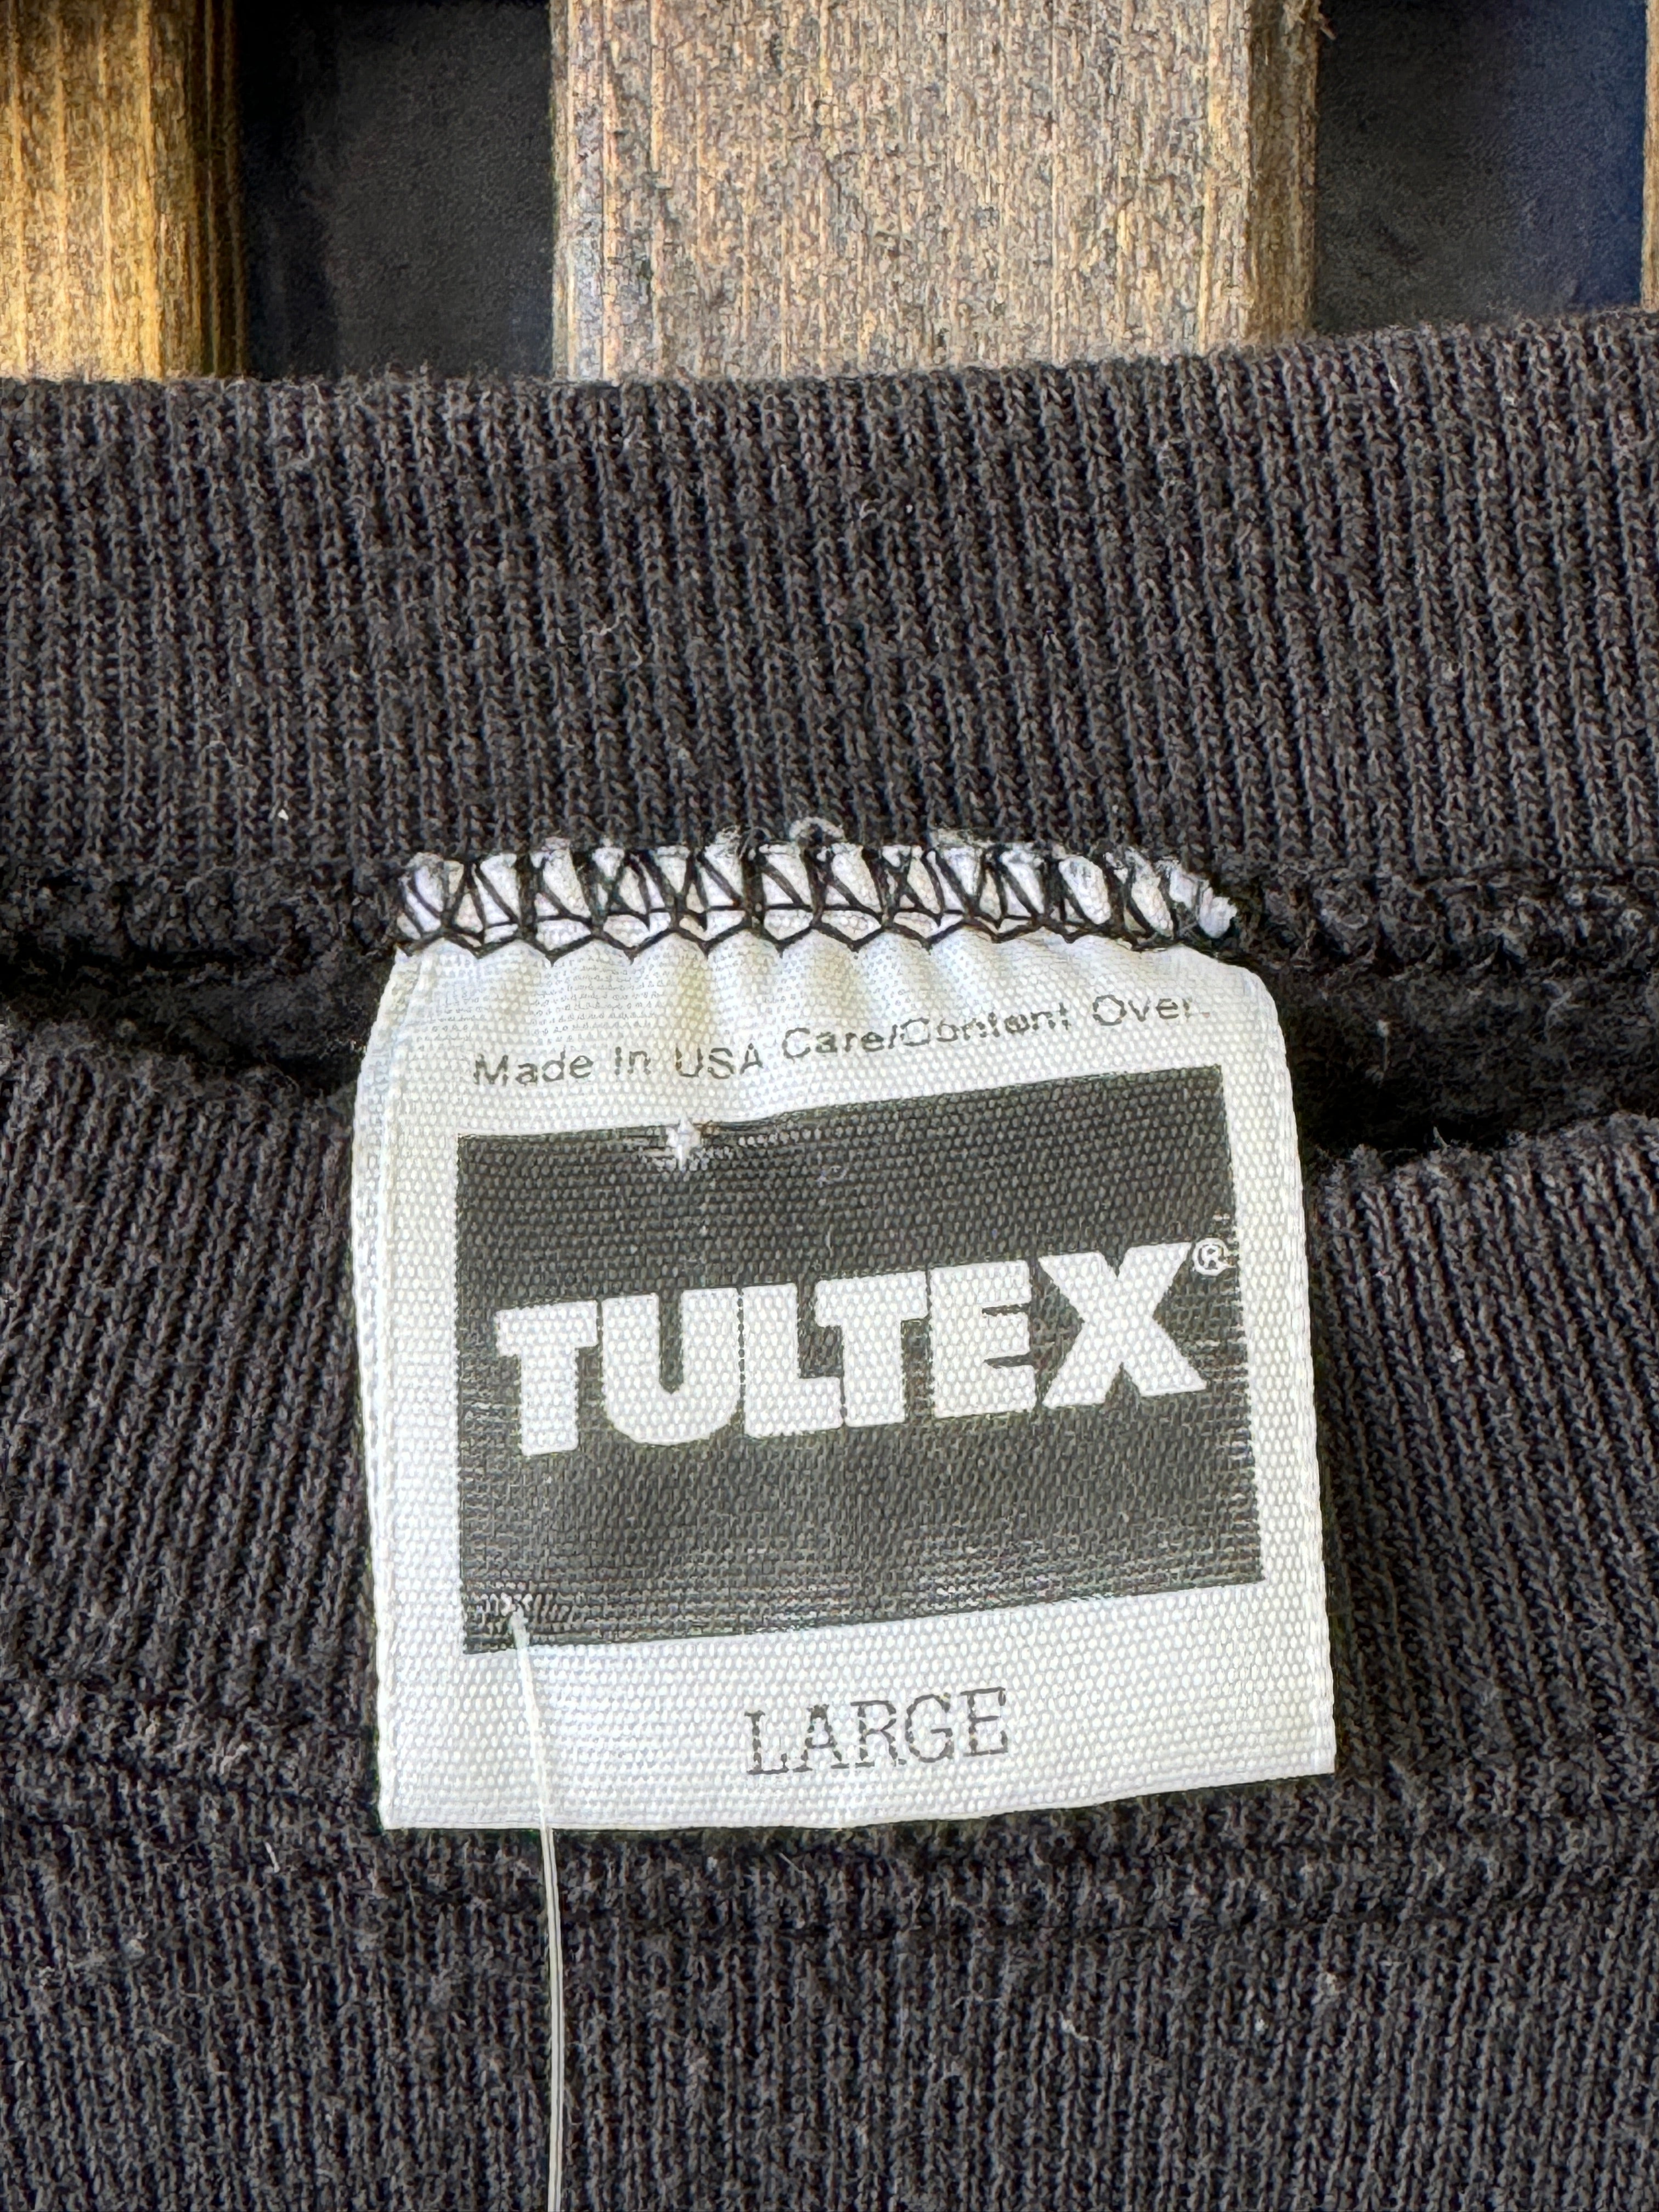 Made In USA Care/Content Over.
TULTEX®
LARGE